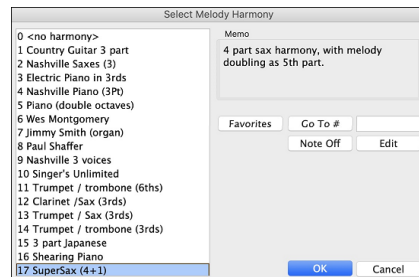 Select Melody Harmony
0 <no harmony>
1 Country Guitar 3 part
2 Nashville Saxes (3)
3 Electric Piano in 3rds
4 Nashville Piano (3Pt)
5 Piano (double octaves)
6 Wes Montgomery
7 Jimmy Smith (organ)
8 Paul Shaffer
9 Nashville 3 voices
10 Singer's Unlimited
11 Trumpet / trombone (6ths)
12 Clarinet /Sax (3rds)
13 Trumpet / Sax (3rds)
14 Trumpet / trombone (3rds)
15 3 part Japanese
16 Shearing Piano
17 SuperSax (4+1)
Memo
4 part sax harmony, with melody
doubling as 5th part.
Favorites Go To #
Note Off Edit
OK Cancel